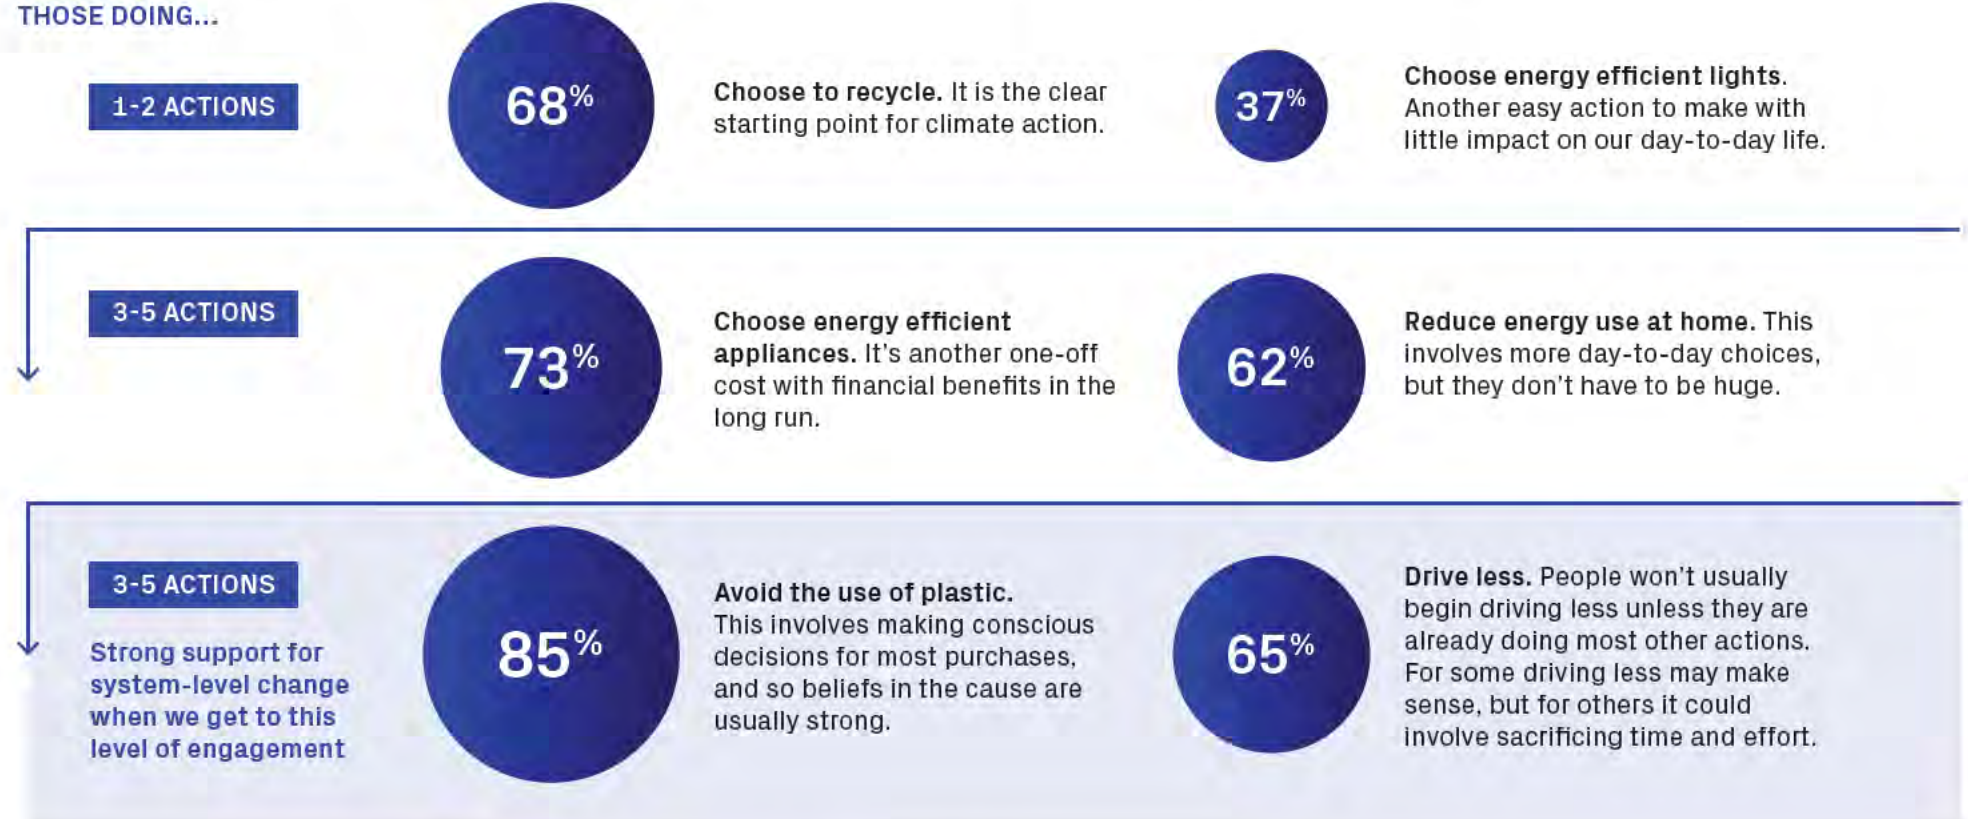 THOSE DOING...
1-2 ACTIONS
68%
Choose to recycle. It is the clear
starting point for climate action.
37%
Choose energy efficient lights.
Another easy action to make with
little impact on our day-to-day life.
3-5 ACTIONS
73%
Choose energy efficient
appliances. It's another one-off
cost with financial benefits in the
long run.
62%
Reduce energy use at home. This
involves more day-to-day choices,
but they don't have to be huge.
3-5 ACTIONS
Strong support for
system-level change
when we get to this
level of engagement
85%
Avoid the use of plastic.
This involves making conscious
decisions for most purchases,
and so beliefs in the cause are
usually strong.
65%
Drive less. People won't usually
begin driving less unless they are
already doing most other actions.
For some driving less may make
sense, but for others it could
involve sacrificing time and effort.